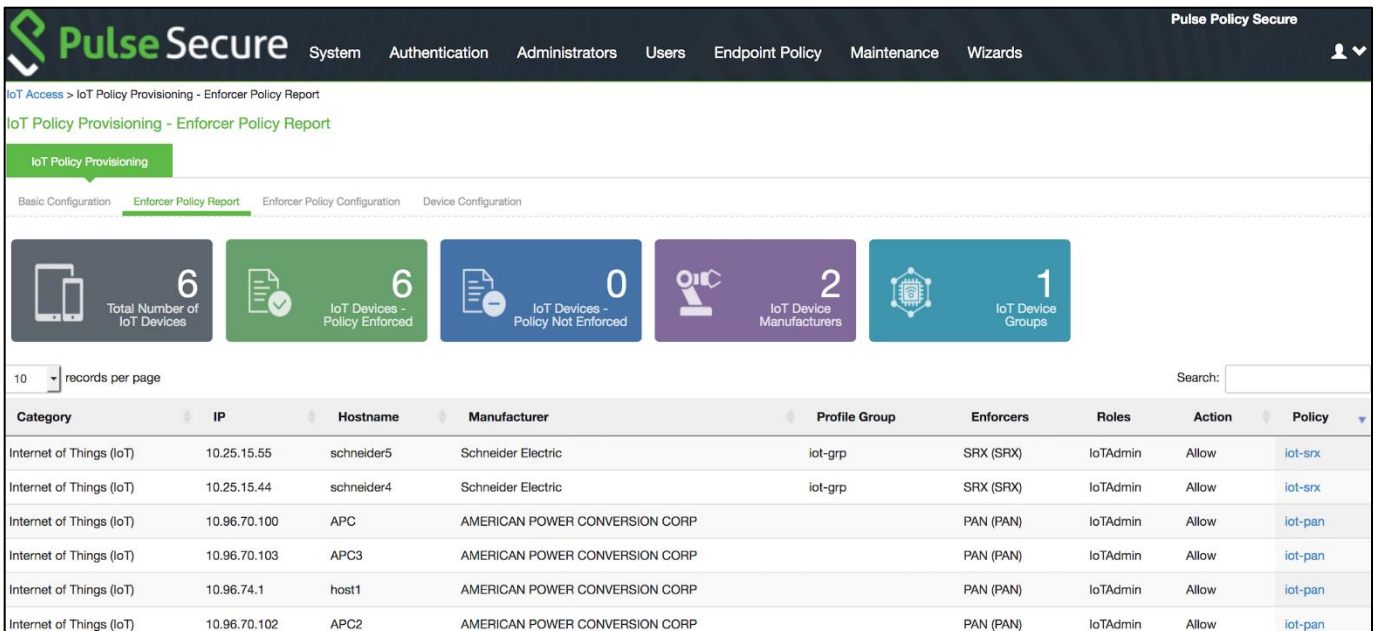 Pulse Policy Secure
Pulse Secure System Authentication Administrators Users Endpoint Policy Maintenance Wizards
IoT Access > IoT Policy Provisioning - Enforcer Policy Report
IoT Policy Provisioning - Enforcer Policy Report
IoT Policy Provisioning
Basic Configuration Enforcer Policy Report Enforcer Policy Configuration Device Configuration
6 6 0 2 1
Total Number of IoT Devices - IoT Devices - IoT Device IoT Device
IoT Devices Policy Enforced Policy Not Enforced Manufacturers Groups
10 records per page Search:
Category IP Hostname Manufacturer Profile Group Enforcers Roles Action Policy
Internet of Things (IoT) 10.25.15.55 schneider5 Schneider Electric iot-grp SRX (SRX) IoTAdmin Allow iot-srx
Internet of Things (IoT) 10.25.15.44 schneider4 Schneider Electric iot-grp SRX (SRX) IoTAdmin Allow iot-srx
Internet of Things (IoT) 10.96.70.100 APC AMERICAN POWER CONVERSION CORP PAN (PAN) IoTAdmin Allow iot-pan
Internet of Things (IoT) 10.96.70.103 APC3 AMERICAN POWER CONVERSION CORP PAN (PAN) IoTAdmin Allow iot-pan
Internet of Things (IoT) 10.96.74.1 host1 AMERICAN POWER CONVERSION CORP PAN (PAN) IoTAdmin Allow iot-pan
Internet of Things (IoT) 10.96.70.102 APC2 AMERICAN POWER CONVERSION CORP PAN (PAN) IoTAdmin Allow iot-pan